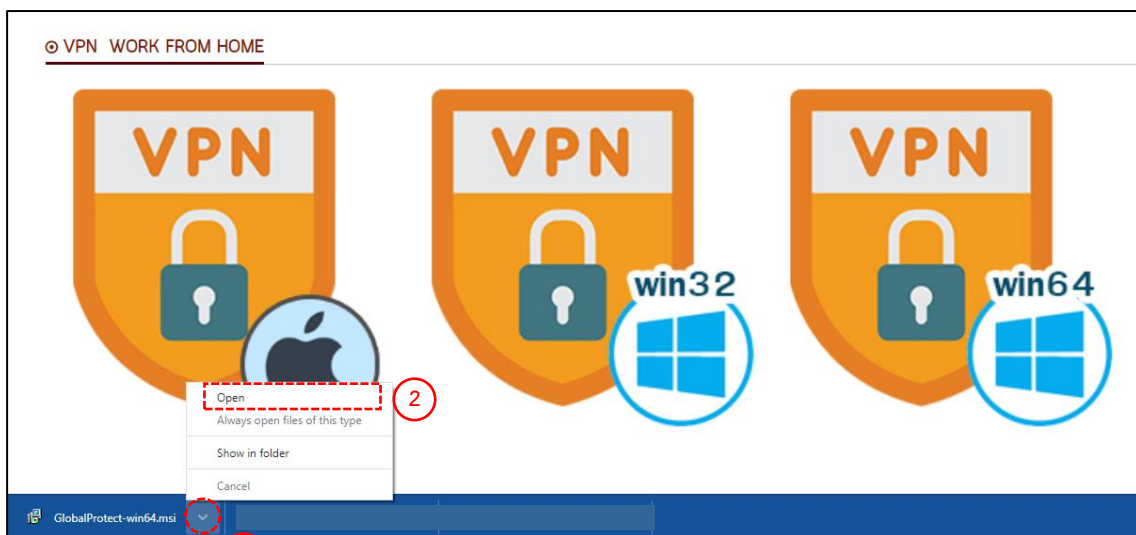 VPN WORK FROM HOME
VPN
VPN
VPN
win32
win64
Open
2
Always open files of this type
Show in folder
Cancel
GlobalProtect-win64.msi